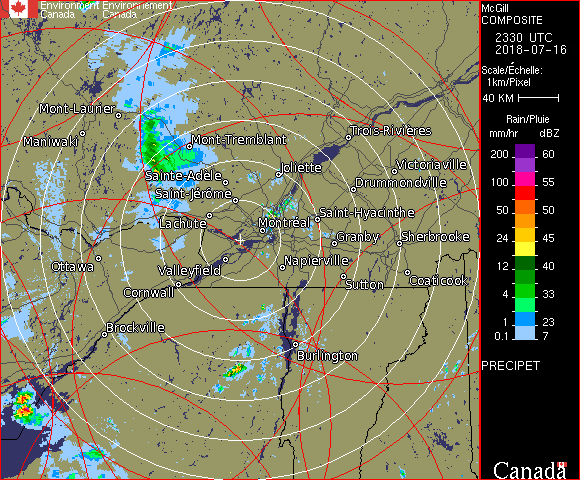 Environment Environnement
Canada Canada
McGill
COMPOSITE
2330 UTC
2018-07-16
Scale/Échelle:
1km/Pixel
40 KM
Rain/Pluie
mm/hr dBZ
200 60
100 55
50 50
24 45
12 40
4 33
1 23
0.1 7
PRECIPET
Canada
Mont-Laurier
Maniwaki
Mont-Tremblant
Trois-Rivières
Sainte-Adèle
Joliette
Victoriaville
Saint-Jérôme
Drummondville
Lachute
Montréal
Saint-Hyacinthe
Granby
Sherbrooke
Ottawa
Valleyfield
Napierville
Cornwall
Sutton
Coaticook
Brockville
Burlington